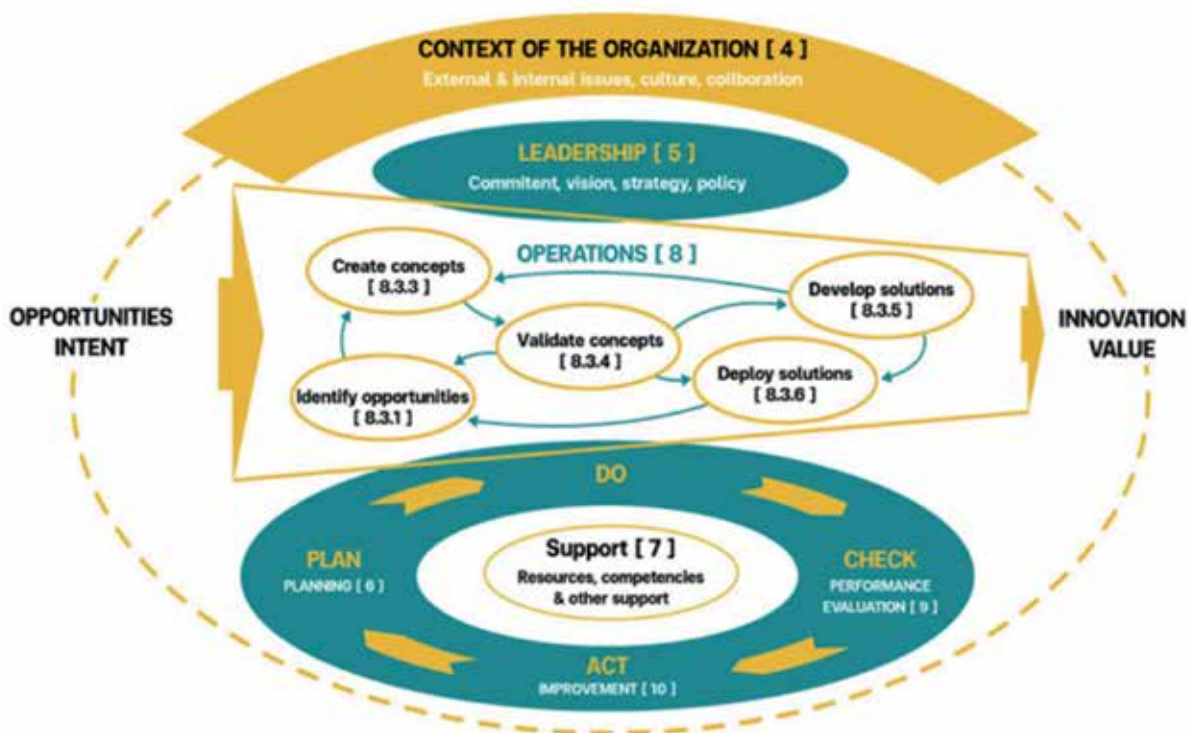 CONTEXT OF THE ORGANIZATION [ 4 ]
External & internal issues, culture, collboration
LEADERSHIP [ 5 ]
Commitent, vision, strategy, policy
OPERATIONS [ 8 ]
Create concepts
[ 8.3.3 ]
Develop solutions
[ 8.3.5 ]
OPPORTUNITIES
INTENT
Validate concepts
[ 8.3.4 ]
INNOVATION
VALUE
Identify opportunities
[ 8.3.1 ]
Deploy solutions
[ 8.3.6 ]
DO
PLAN
PLANNING [ 6 ]
Support [ 7 ]
Resources, competencies
& other support
CHECK
PERFORMANCE
EVALUATION [ 9 ]
ACT
IMPROVEMENT [ 10 ]